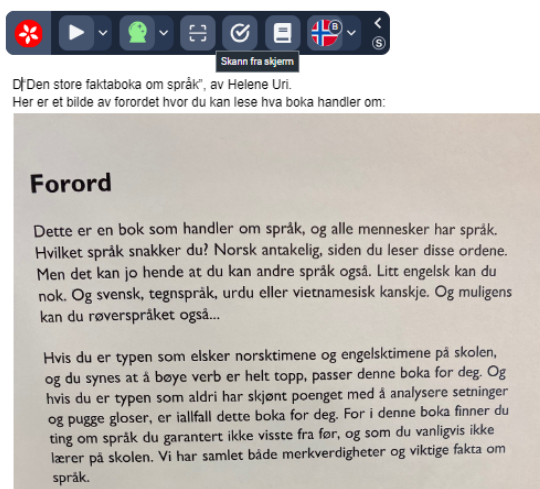 B
S
Skann fra skjerm
D"Den store faktaboka om språk", av Helene Uri.
Her er et bilde av forordet hvor du kan lese hva boka handler om:
Forord
Dette er en bok som handler om språk, og alle mennesker har språk.
Hvilket språk snakker du? Norsk antakelig, siden du leser disse ordene.
Men det kan jo hende at du kan andre språk også. Litt engelsk kan du
nok. Og svensk, tegnspråk, urdu eller vietnamesisk kanskje. Og muligens
kan du røverspråket også...
Hvis du er typen som elsker norsktimene og engelsktimene på skolen,
og du synes at å bøye verb er helt topp, passer denne boka for deg. Og
hvis du er typen som aldri har skjønt poenget med å analysere setninger
og pugge gloser, er iallfall dette boka for deg. For i denne boka finner du
ting om språk du garantert ikke visste fra før, og som du vanligvis ikke
lærer på skolen. Vi har samlet både merkverdigheter og viktige fakta om
språk.